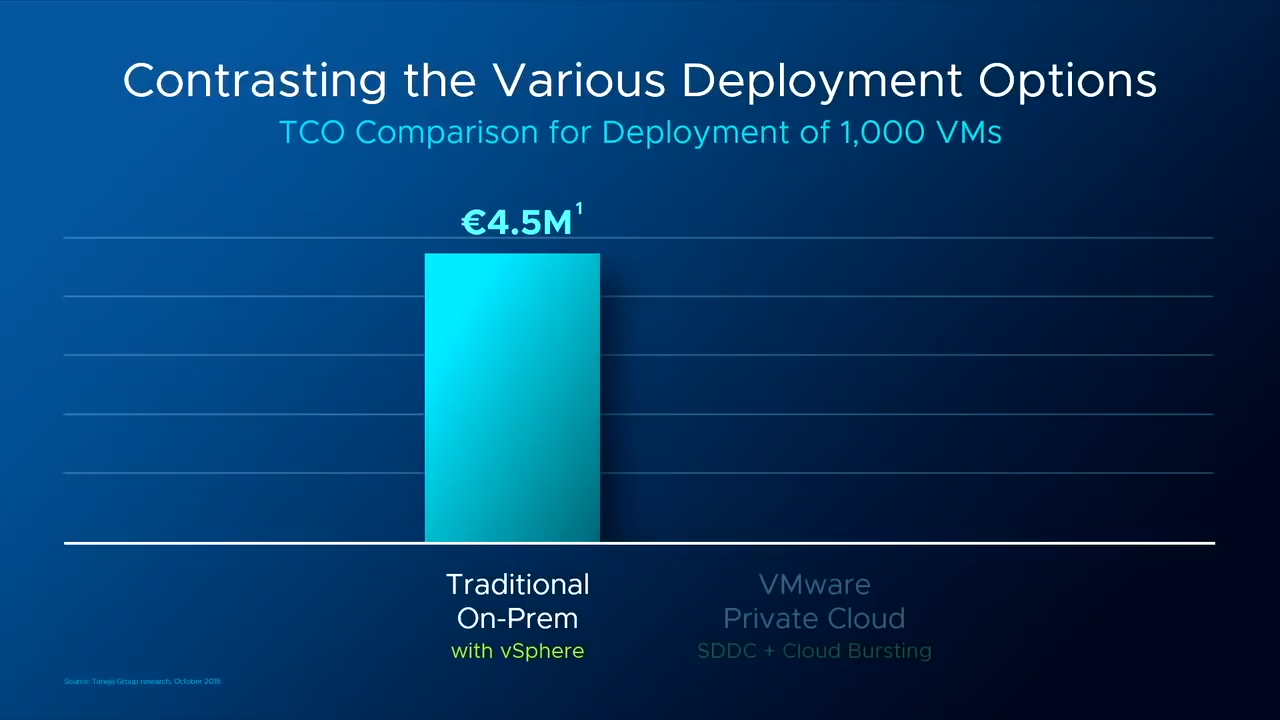 Contrasting the Various Deployment Options
TCO Comparison for Deployment of 1,000 VMs
€4.5M¹
Traditional
On-Prem
with vSphere
VMware
Private Cloud
SDDC + Cloud Bursting
Source: Taneja Group research, October 2018